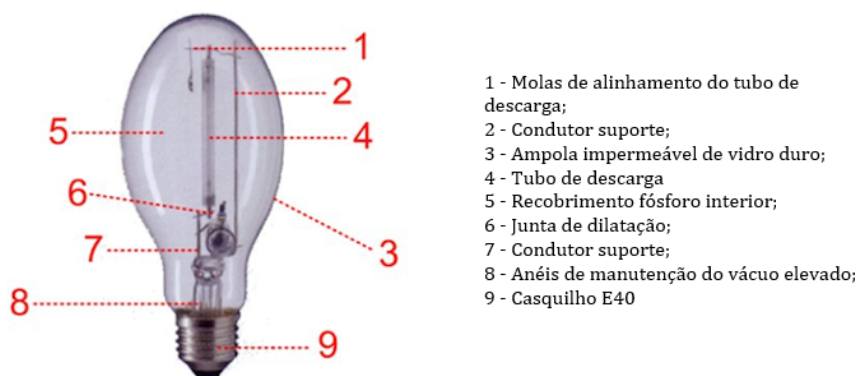 1
2
3
4
5
6
7
8
9
1 - Molas de alinhamento do tubo de
descarga;
2 - Condutor suporte;
3 - Ampola impermeável de vidro duro;
4 - Tubo de descarga
5 - Recobrimento fósforo interior;
6 - Junta de dilatação;
7 - Condutor suporte;
8 - Anéis de manutenção do vácuo elevado;
9 - Casquilho E40